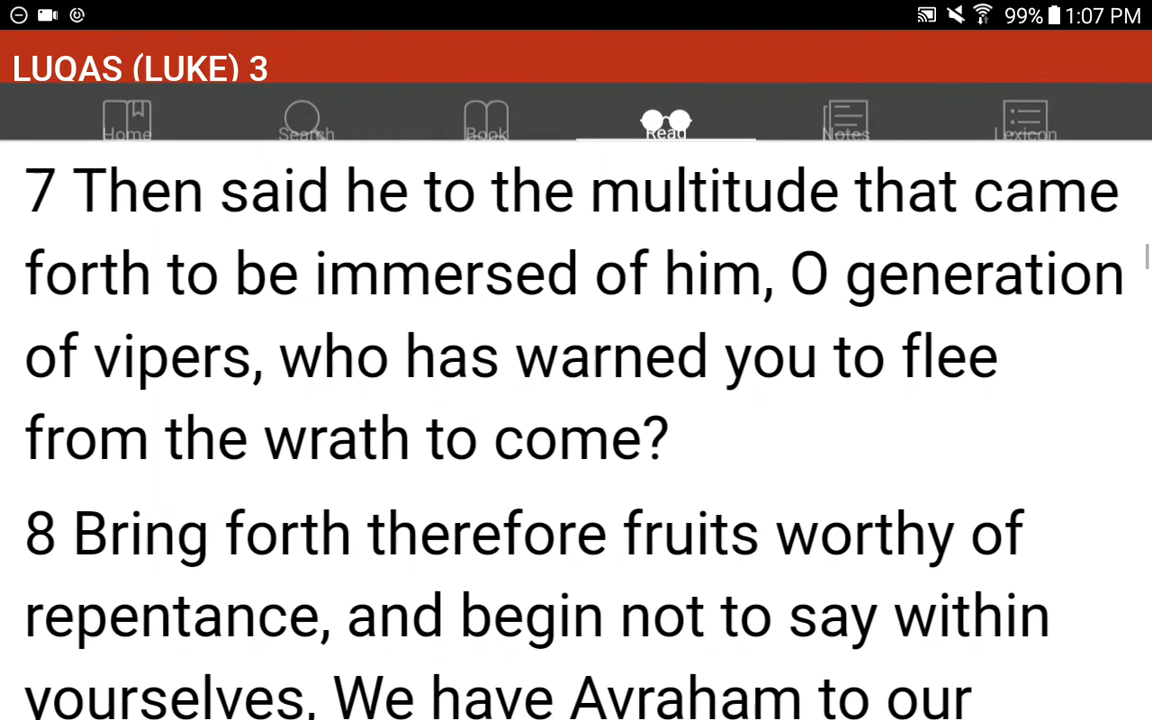 99% 1:07 PM
LUQAS (LUKE) 3
Home Search Book Read Notes Lexicon
7 Then said he to the multitude that came
forth to be immersed of him, O generation
of vipers, who has warned you to flee
from the wrath to come?
8 Bring forth therefore fruits worthy of
repentance, and begin not to say within
yourselves, We have Avraham to our